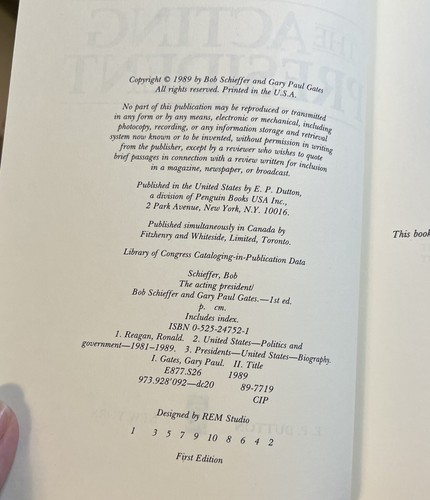 Copyright © 1989 by Bob Schieffer and Gary Paul Gates
All rights reserved. Printed in the U.S.A.
No part of this publication may be reproduced or transmitted
in any form or by any means, electronic or mechanical, including
photocopy, recording, or any information storage and retrieval
system now known or to be invented, without permission in writing
from the publisher, except by a reviewer who wishes to quote
brief passages in connection with a review written for inclusion
in a magazine, newspaper, or broadcast.
Published in the United States by E. P. Dutton,
a division of Penguin Books USA Inc.,
2 Park Avenue, New York, N.Y. 10016.
Published simultaneously in Canada by
Fitzhenry and Whiteside, Limited, Toronto.
Library of Congress Cataloging-in-Publication Data
Schieffer, Bob
The acting president/
Bob Schieffer and Gary Paul Gates.—1st ed.
p. cm.
Includes index.
ISBN 0-525-24752-1
1. Reagan, Ronald. 2. United States—Politics and
government—1981–1989. 3. Presidents—United States—Biography.
I. Gates, Gary Paul. II. Title
E877.S26 1989
973.928'092—dc20 89-7719
CIP
Designed by REM Studio
1 3 5 7 9 10 8 6 4 2
First Edition
This book
THE ACTING
PRESIDENT